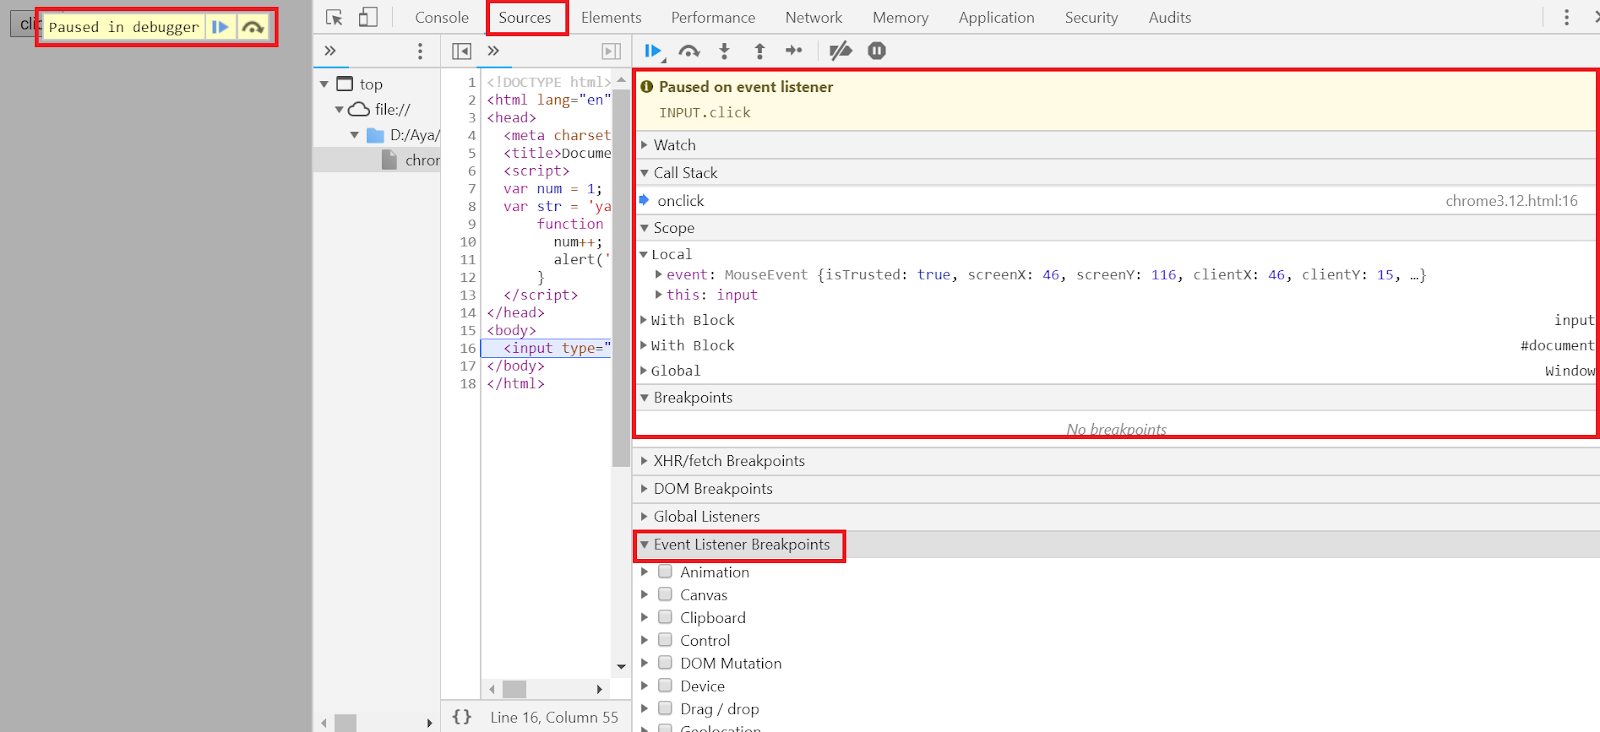 cli
Paused in debugger
Console Sources Elements Performance Network Memory Application Security Audits
top
file://
D:/Aya/
chror
1 <!DOCTYPE html>
2 <html lang="en"
3 <head>
4 <meta charset
5 <title>Docume
6 <script>
7 var num = 1;
8 var str = 'ya
9 function
10 num++;
11 alert('
12 }
13 </script>
14 </head>
15 <body>
16 <input type="
17 </body>
18 </html>
{} Line 16, Column 55
Paused on event listener
INPUT.click
Watch
Call Stack
onclick chrome3.12.html:16
Scope
Local
event: MouseEvent {isTrusted: true, screenX: 46, screenY: 116, clientX: 46, clientY: 15, …}
this: input
With Block input
With Block #document
Global Window
Breakpoints
No breakpoints
XHR/fetch Breakpoints
DOM Breakpoints
Global Listeners
Event Listener Breakpoints
Animation
Canvas
Clipboard
Control
DOM Mutation
Device
Drag / drop
Geolocation